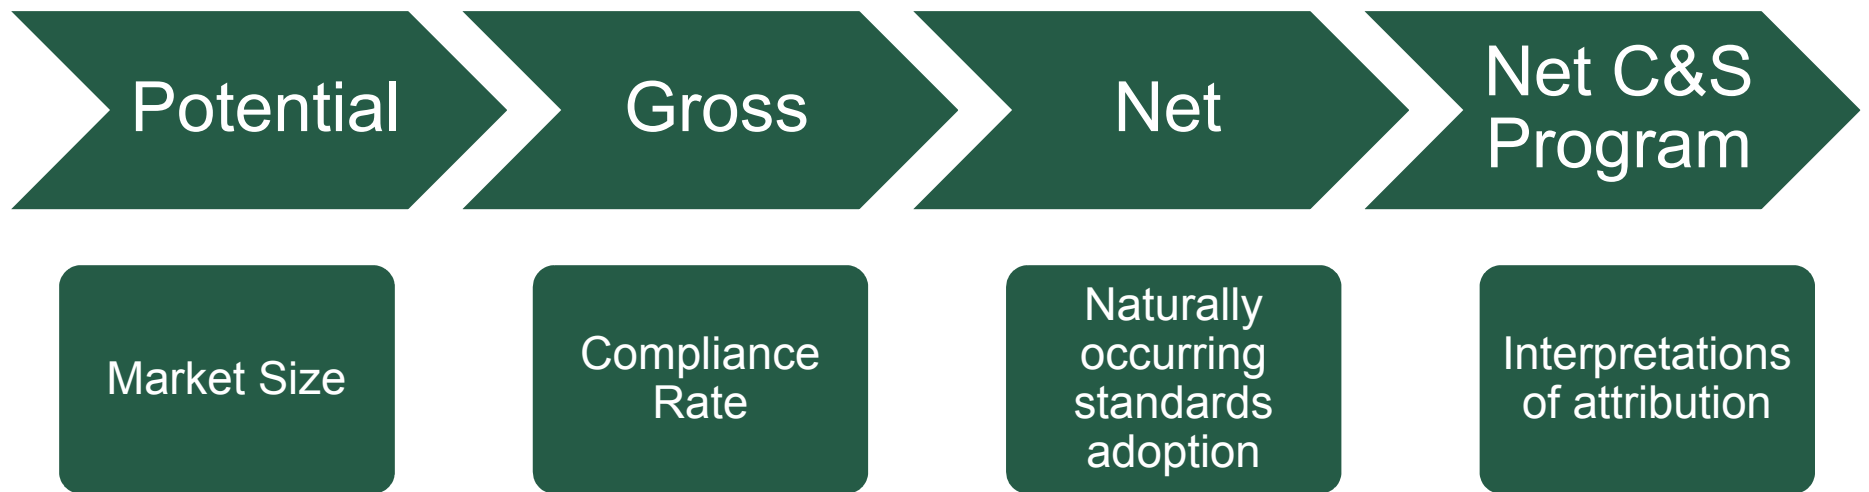 Potential
Gross
Net
Net C&S
Program
Market Size
Compliance
Rate
Naturally
occurring
standards
adoption
Interpretations
of attribution